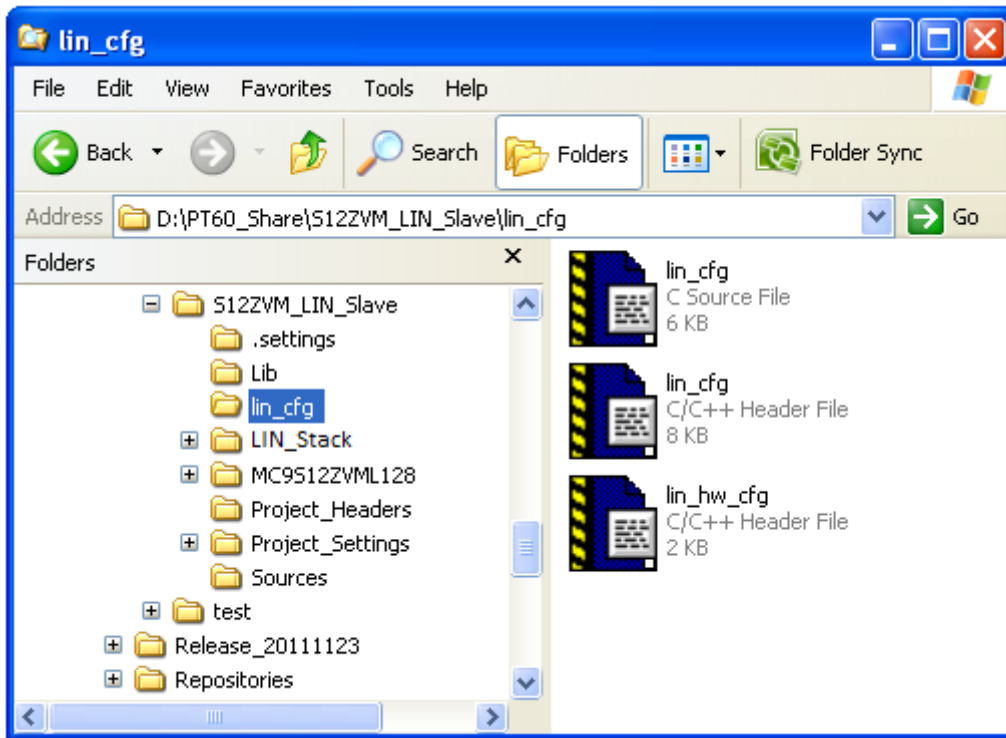 lin_cfg
File Edit View Favorites Tools Help
Back Search Folders Folder Sync
Address D:\PT60_Share\S12ZVM_LIN_Slave\lin_cfg Go
Folders
S12ZVM_LIN_Slave
.settings
Lib
lin_cfg
LIN_Stack
MC9S12ZVML128
Project_Headers
Project_Settings
Sources
test
Release_20111123
Repositories
lin_cfg
C Source File
6 KB
lin_cfg
C/C++ Header File
8 KB
lin_hw_cfg
C/C++ Header File
2 KB